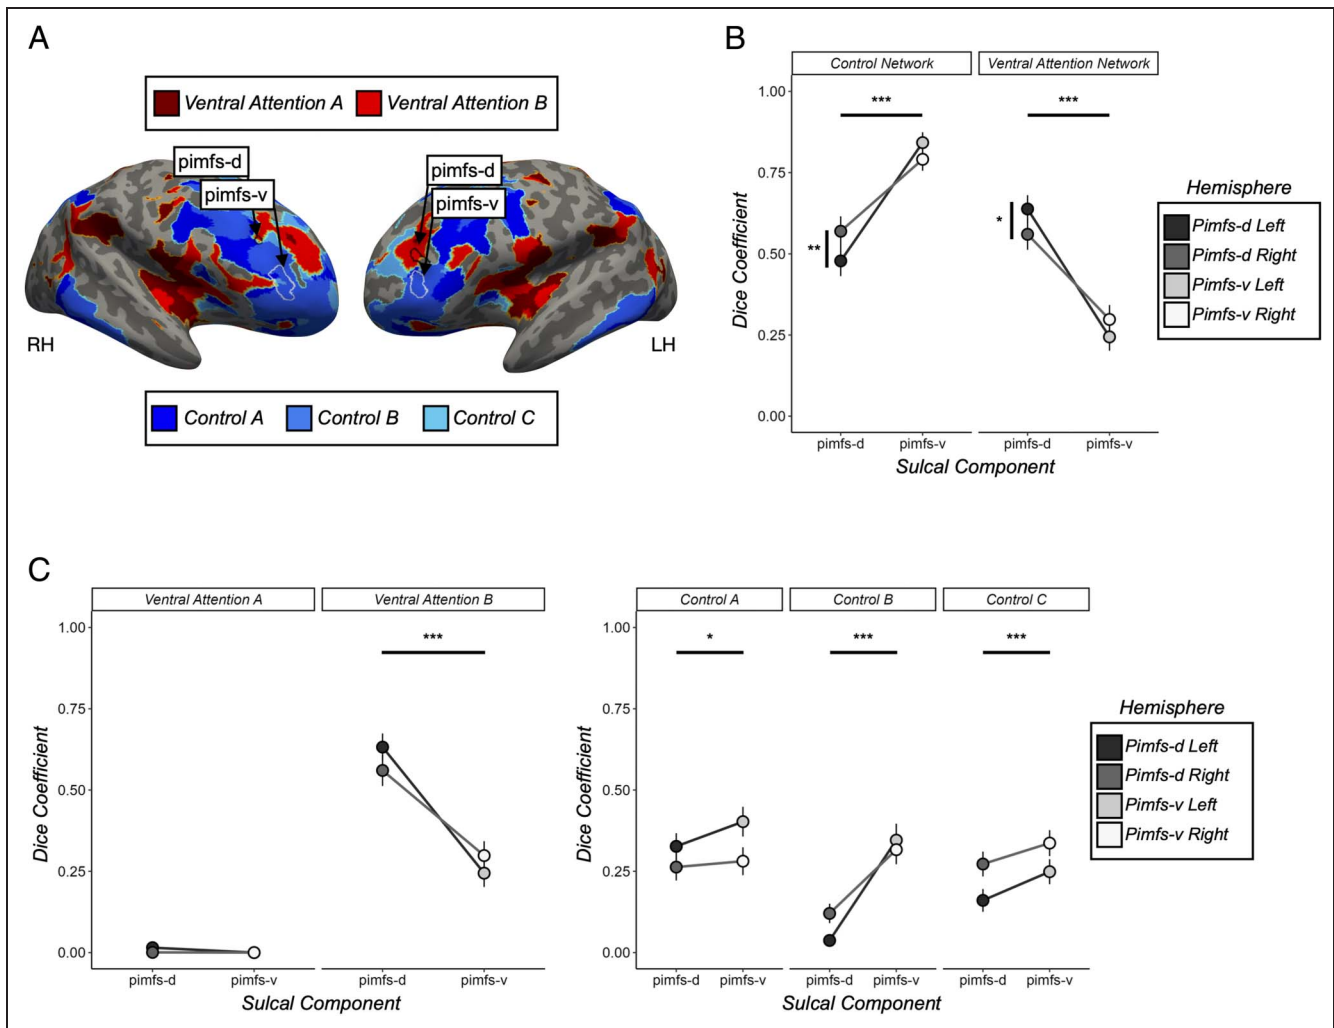 A
Ventral Attention A Ventral Attention B
pimfs-d
pimfs-v
pimfs-d
pimfs-v
RH
LH
Control A Control B Control C
B
Control Network Ventral Attention Network
1.00
0.75
0.50
0.25
0.00
Dice Coefficient
***
***
**
*
pimfs-d pimfs-v pimfs-d pimfs-v
Sulcal Component
Hemisphere
Pimfs-d Left
Pimfs-d Right
Pimfs-v Left
Pimfs-v Right
C
Ventral Attention A Ventral Attention B
1.00
0.75
0.50
0.25
0.00
Dice Coefficient
***
pimfs-d pimfs-v pimfs-d pimfs-v
Sulcal Component
Control A Control B Control C
1.00
0.75
0.50
0.25
0.00
Dice Coefficient
* *** ***
pimfs-d pimfs-v pimfs-d pimfs-v pimfs-d pimfs-v
Sulcal Component
Hemisphere
Pimfs-d Left
Pimfs-d Right
Pimfs-v Left
Pimfs-v Right